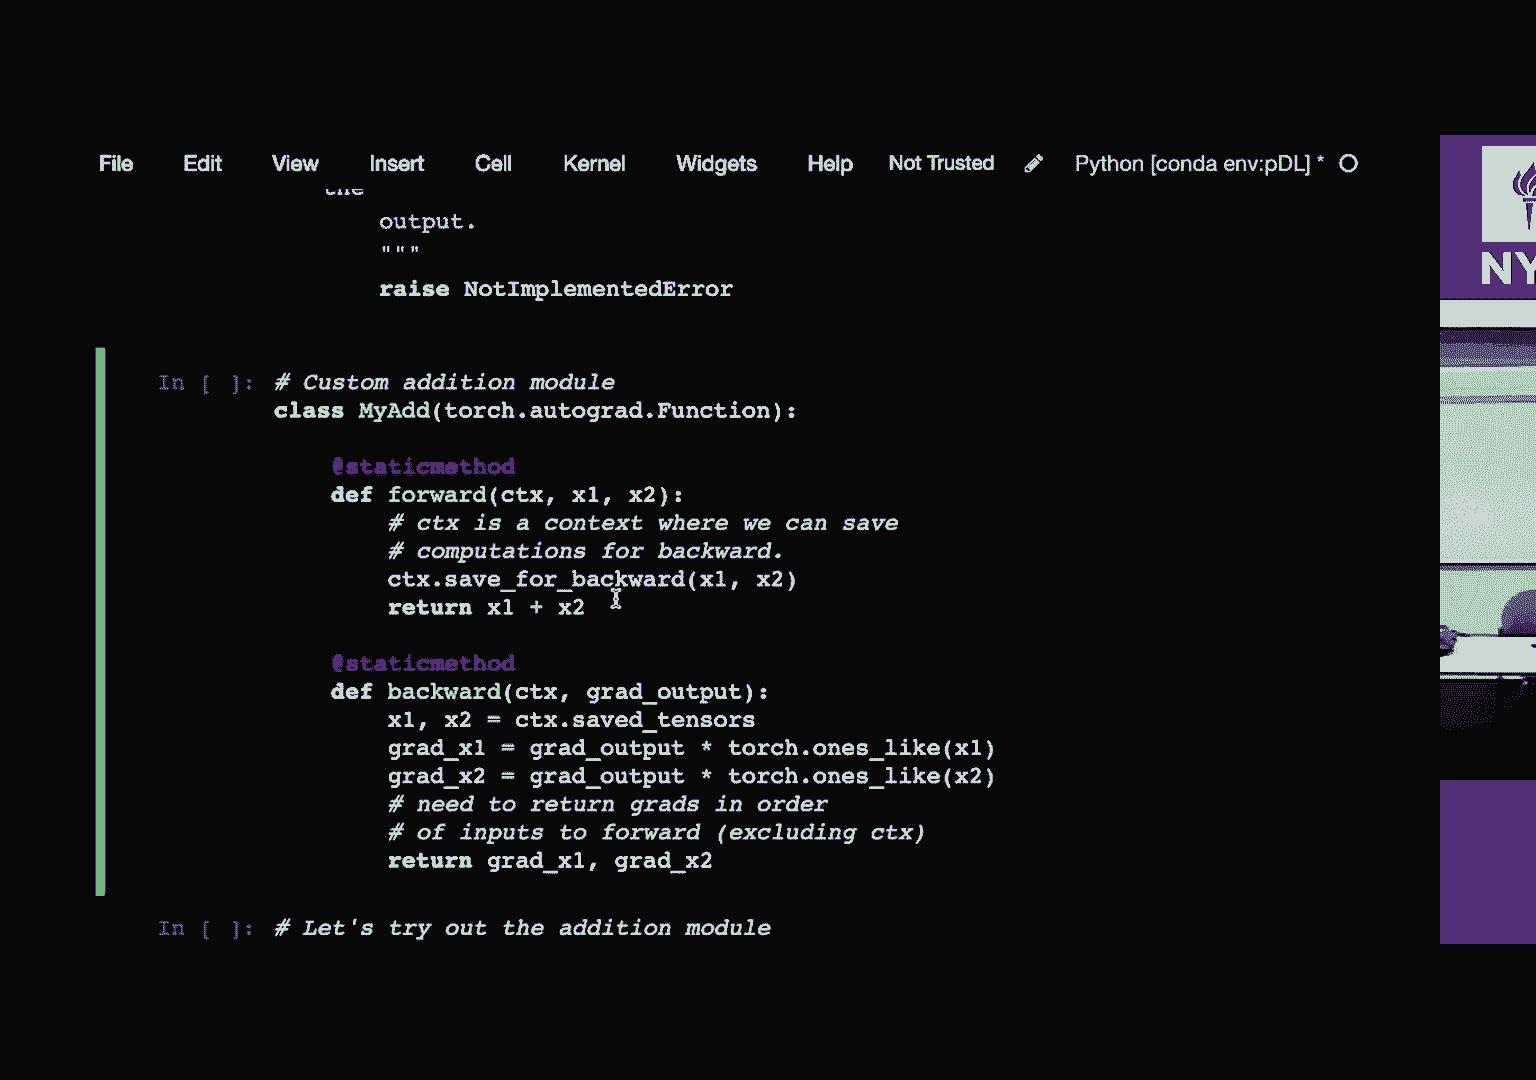 File Edit View Insert Cell Kernel Widgets Help Not Trusted Python [conda env:pDL] *
the
output.
"""
raise NotImplementedError
In [ ]: # Custom addition module
class MyAdd(torch.autograd.Function):
@staticmethod
def forward(ctx, x1, x2):
# ctx is a context where we can save
# computations for backward.
ctx.save_for_backward(x1, x2)
return x1 + x2
@staticmethod
def backward(ctx, grad_output):
x1, x2 = ctx.saved_tensors
grad_x1 = grad_output * torch.ones_like(x1)
grad_x2 = grad_output * torch.ones_like(x2)
# need to return grads in order
# of inputs to forward (excluding ctx)
return grad_x1, grad_x2
In [ ]: # Let's try out the addition module
NY